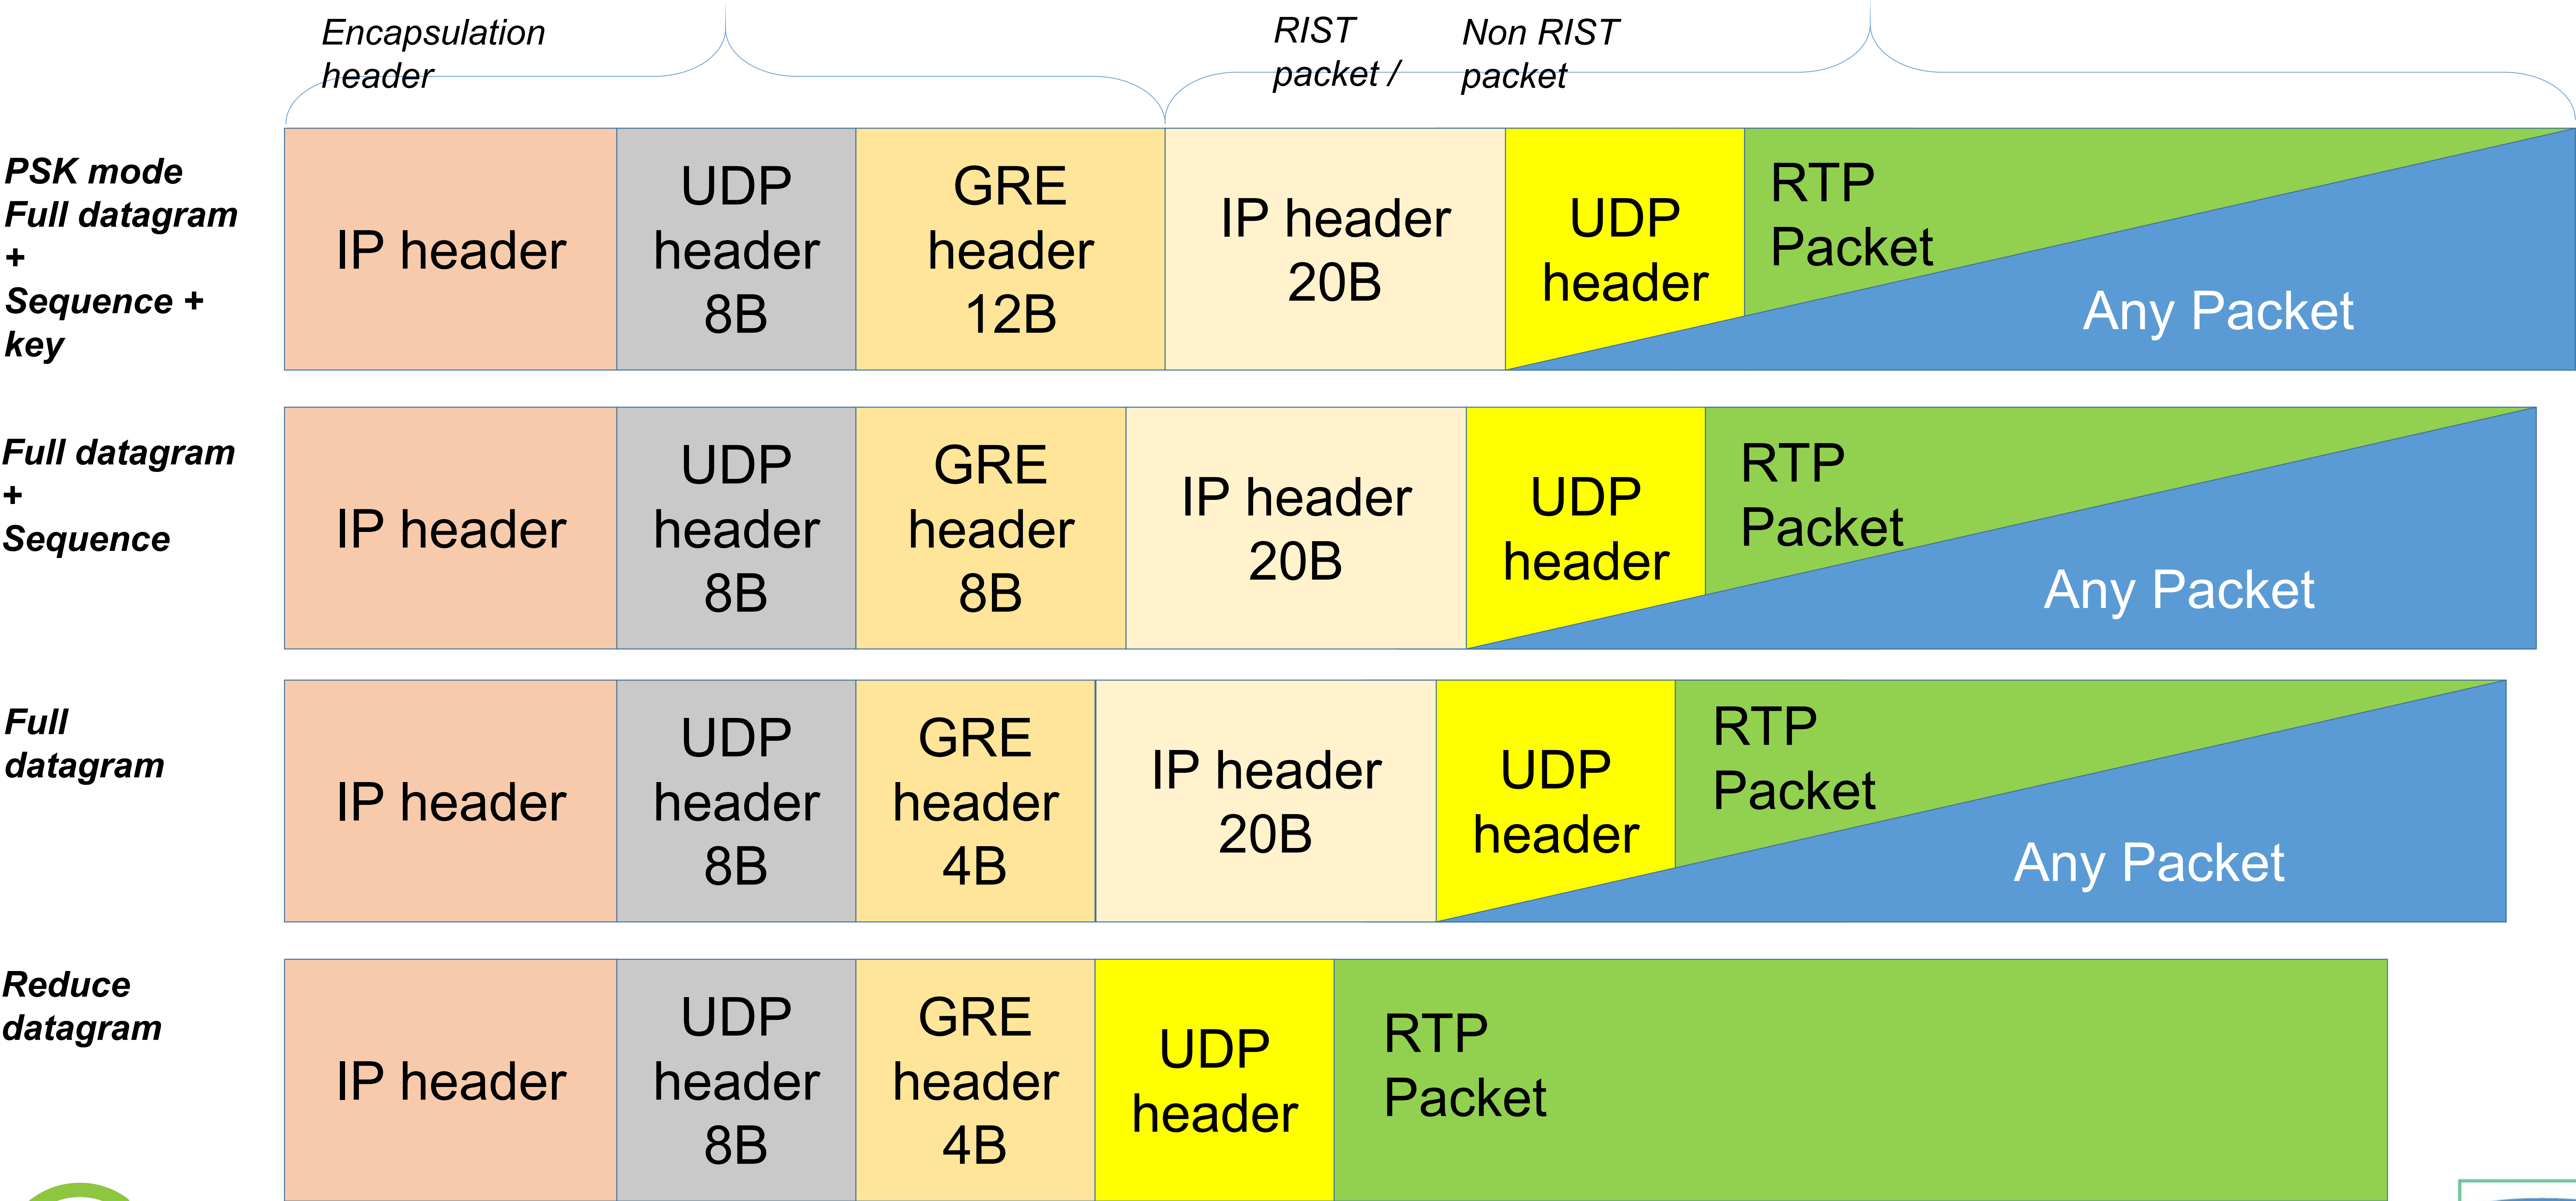 Encapsulation
header
RIST
packet /
Non RIST
packet
PSK mode
Full datagram
+
Sequence +
key
IP header
UDP
header
8B
GRE
header
12B
IP header
20B
UDP
header
RTP
Packet
Any Packet
Full datagram
+
Sequence
IP header
UDP
header
8B
GRE
header
8B
IP header
20B
UDP
header
RTP
Packet
Any Packet
Full
datagram
IP header
UDP
header
8B
GRE
header
4B
IP header
20B
UDP
header
RTP
Packet
Any Packet
Reduce
datagram
IP header
UDP
header
8B
GRE
header
4B
UDP
header
RTP
Packet